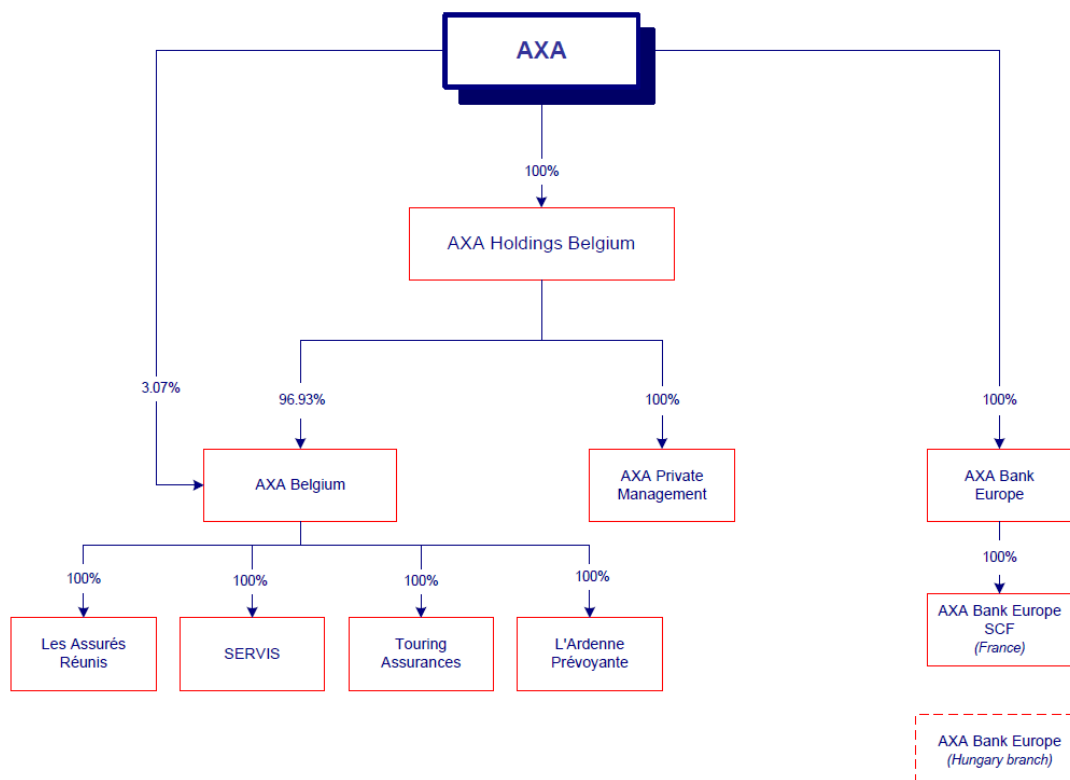 AXA
100%
AXA Holdings Belgium
3.07%
96.93%
100%
100%
AXA Belgium
AXA Private
Management
AXA Bank
Europe
100%
100%
100%
100%
100%
Les Assurés
Réunis
SERVIS
Touring
Assurances
L'Ardenne
Prévoyante
AXA Bank Europe
SCF
(France)
AXA Bank Europe
(Hungary branch)